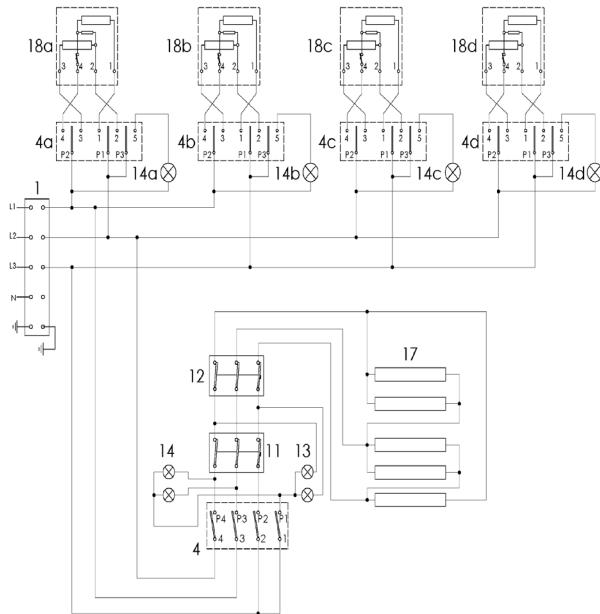 18a 18b 18c 18d
3 4 2 1 3 4 2 1 3 4 2 1 3 4 2 1
4 3 1 2 5 4 3 1 2 5 4 3 1 2 5 4 3 1 2 5
4a 4b 4c 4d
P2 P1 P3 P2 P1 P3 P2 P1 P3 P2 P1 P3
14a 14b 14c 14d
1
L1
L2
L3
N
17
12
14 11 13
P4 P3 P2 P1
4 3 2 1
4